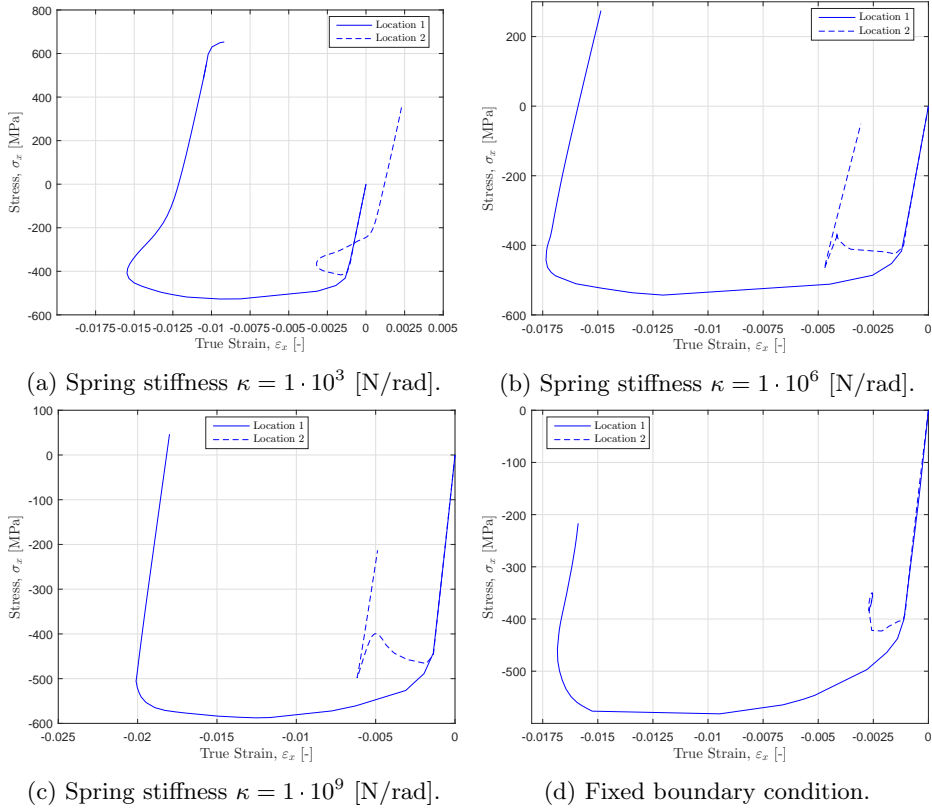 800
600
400
200
0
-200
-400
-600
Stress, σₓ [MPa]
Location 1
Location 2
-0.0175 -0.015 -0.0125 -0.01 -0.0075 -0.005 -0.0025 0 0.0025 0.005
True Strain, εₓ [-]
(a) Spring stiffness κ = 1 · 10³ [N/rad].
200
0
-200
-400
-600
Stress, σₓ [MPa]
Location 1
Location 2
-0.0175 -0.015 -0.0125 -0.01 -0.0075 -0.005 -0.0025 0
True Strain, εₓ [-]
(b) Spring stiffness κ = 1 · 10⁶ [N/rad].
100
0
-100
-200
-300
-400
-500
-600
Stress, σₓ [MPa]
Location 1
Location 2
-0.025 -0.02 -0.015 -0.01 -0.005 0
True Strain, εₓ [-]
(c) Spring stiffness κ = 1 · 10⁹ [N/rad].
0
-100
-200
-300
-400
-500
Stress, σₓ [MPa]
Location 1
Location 2
-0.0175 -0.015 -0.0125 -0.01 -0.0075 -0.005 -0.0025 0
True Strain, εₓ [-]
(d) Fixed boundary condition.